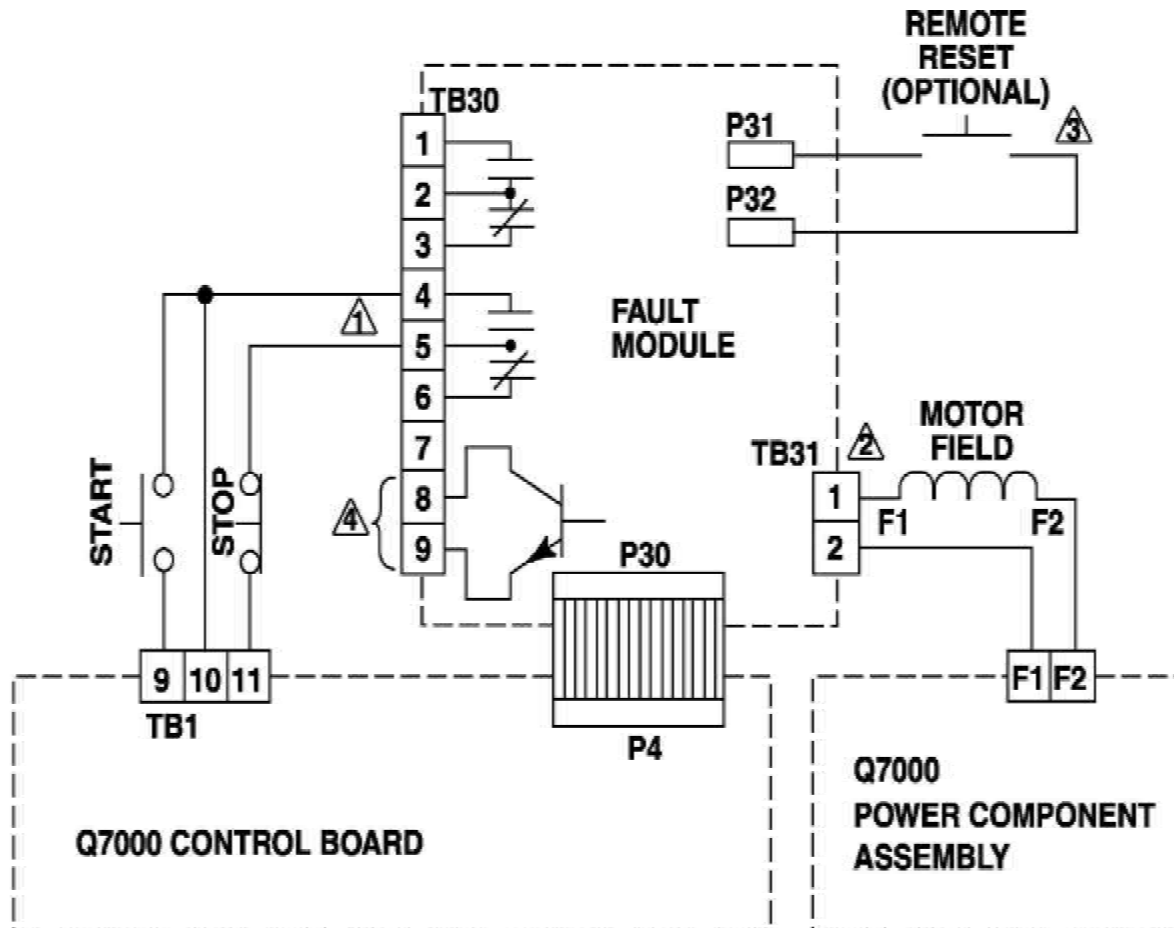 REMOTE
RESET
(OPTIONAL)
TB30
1
2
3
4
5
6
7
8
9
P31
P32
3
1
FAULT
MODULE
MOTOR
FIELD
TB31
2
1
2
F1
F2
START
STOP
4
P30
9 10 11
TB1
P4
F1 F2
Q7000 CONTROL BOARD
Q7000
POWER COMPONENT
ASSEMBLY